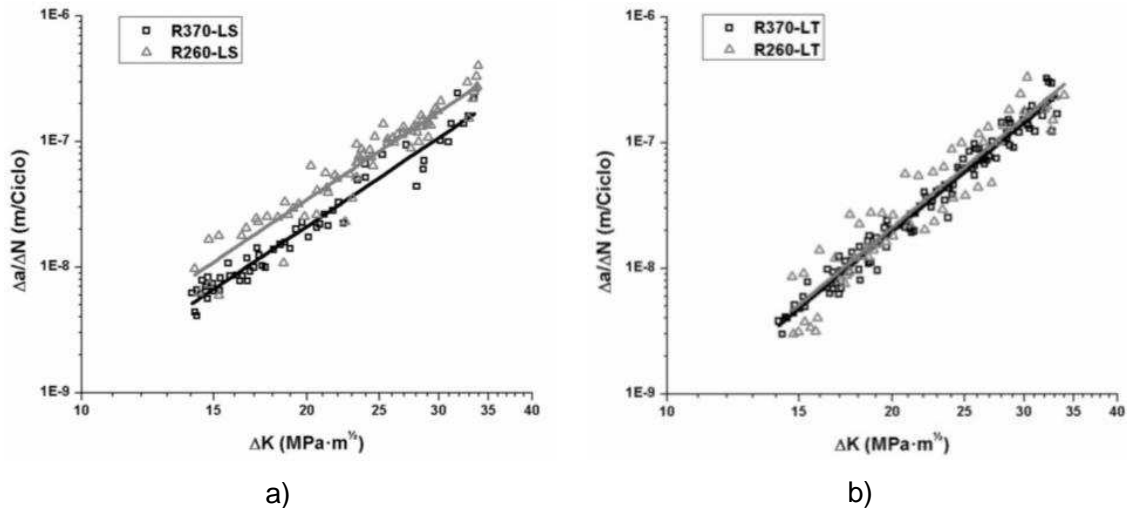 1E-6
R370-LS
R260-LS
1E-7
1E-8
1E-9
Δa/ΔN (m/Ciclo)
10 15 20 25 30 35 40
ΔK (MPa·m½)
a)
1E-6
R370-LT
R260-LT
1E-7
1E-8
1E-9
Δa/ΔN (m/Ciclo)
10 15 20 25 30 35 40
ΔK (MPa·m½)
b)